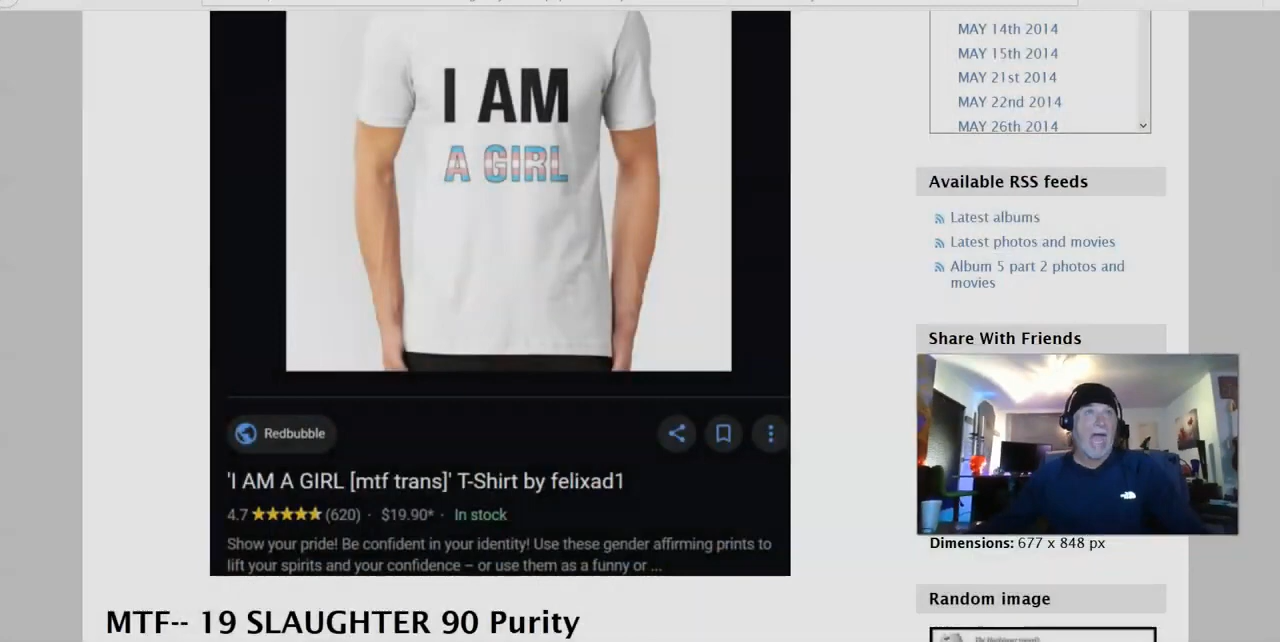 I AM
A GIRL
Redbubble
'I AM A GIRL [mtf trans]' T-Shirt by felixad1
4.7 ★★★★★ (620) · $19.90* · In stock
Show your pride! Be confident in your identity! Use these gender affirming prints to
lift your spirits and your confidence – or use them as a funny or ...
MTF-- 19 SLAUGHTER 90 Purity
MAY 14th 2014
MAY 15th 2014
MAY 21st 2014
MAY 22nd 2014
MAY 26th 2014
Available RSS feeds
Latest albums
Latest photos and movies
Album 5 part 2 photos and
movies
Share With Friends
Dimensions: 677 x 848 px
Random image